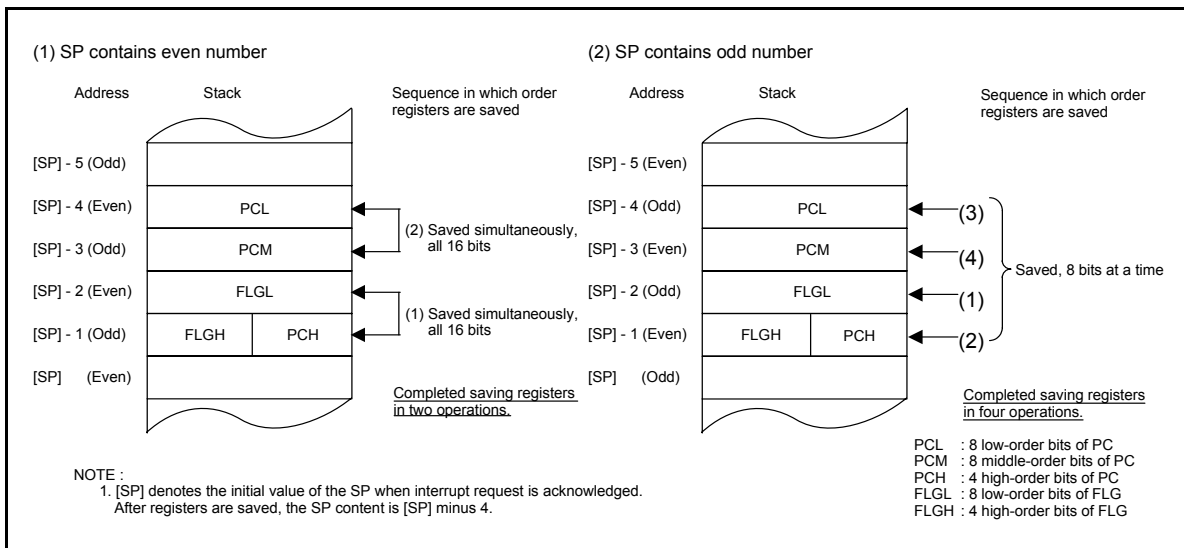 (1) SP contains even number
Address Stack Sequence in which order
registers are saved
[SP] - 5 (Odd)
[SP] - 4 (Even) PCL
(2) Saved simultaneously,
all 16 bits
[SP] - 3 (Odd) PCM
[SP] - 2 (Even) FLGL
(1) Saved simultaneously,
all 16 bits
[SP] - 1 (Odd) FLGH PCH
[SP] (Even)
Completed saving registers
in two operations.
(2) SP contains odd number
Address Stack Sequence in which order
registers are saved
[SP] - 5 (Even)
[SP] - 4 (Odd) PCL (3)
[SP] - 3 (Even) PCM (4)
Saved, 8 bits at a time
[SP] - 2 (Odd) FLGL (1)
[SP] - 1 (Even) FLGH PCH (2)
[SP] (Odd)
Completed saving registers
in four operations.
PCL : 8 low-order bits of PC
PCM : 8 middle-order bits of PC
PCH : 4 high-order bits of PC
FLGL : 8 low-order bits of FLG
FLGH : 4 high-order bits of FLG
NOTE :
1. [SP] denotes the initial value of the SP when interrupt request is acknowledged.
After registers are saved, the SP content is [SP] minus 4.